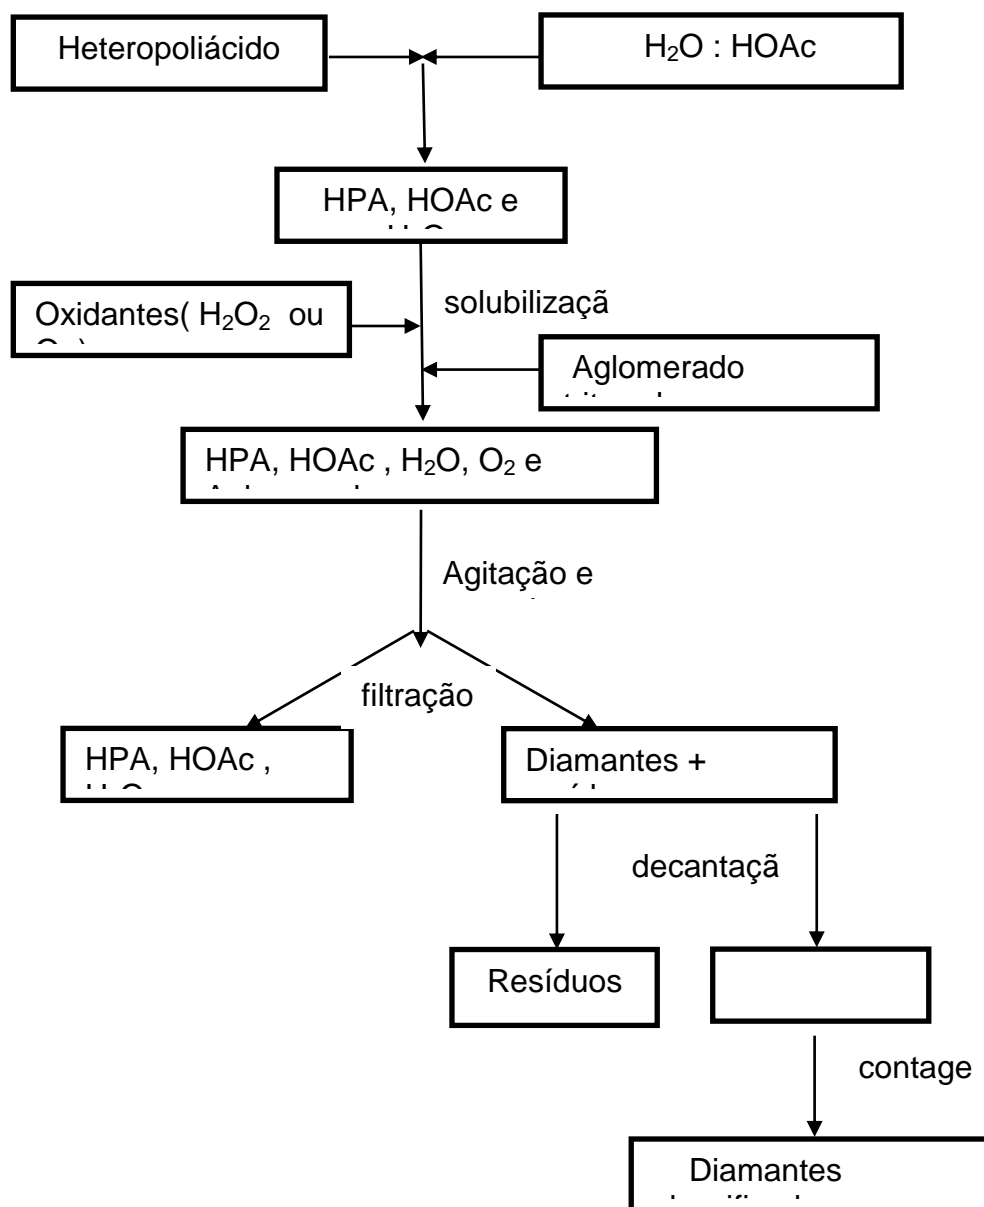 Heteropoliácido
H₂O : HOAc
HPA, HOAc e
solubilizaçã
Oxidantes( H₂O₂ ou
Aglomerado
HPA, HOAc , H₂O, O₂ e
Agitação e
filtração
HPA, HOAc ,
Diamantes +
decantaçã
Resíduos
contage
Diamantes